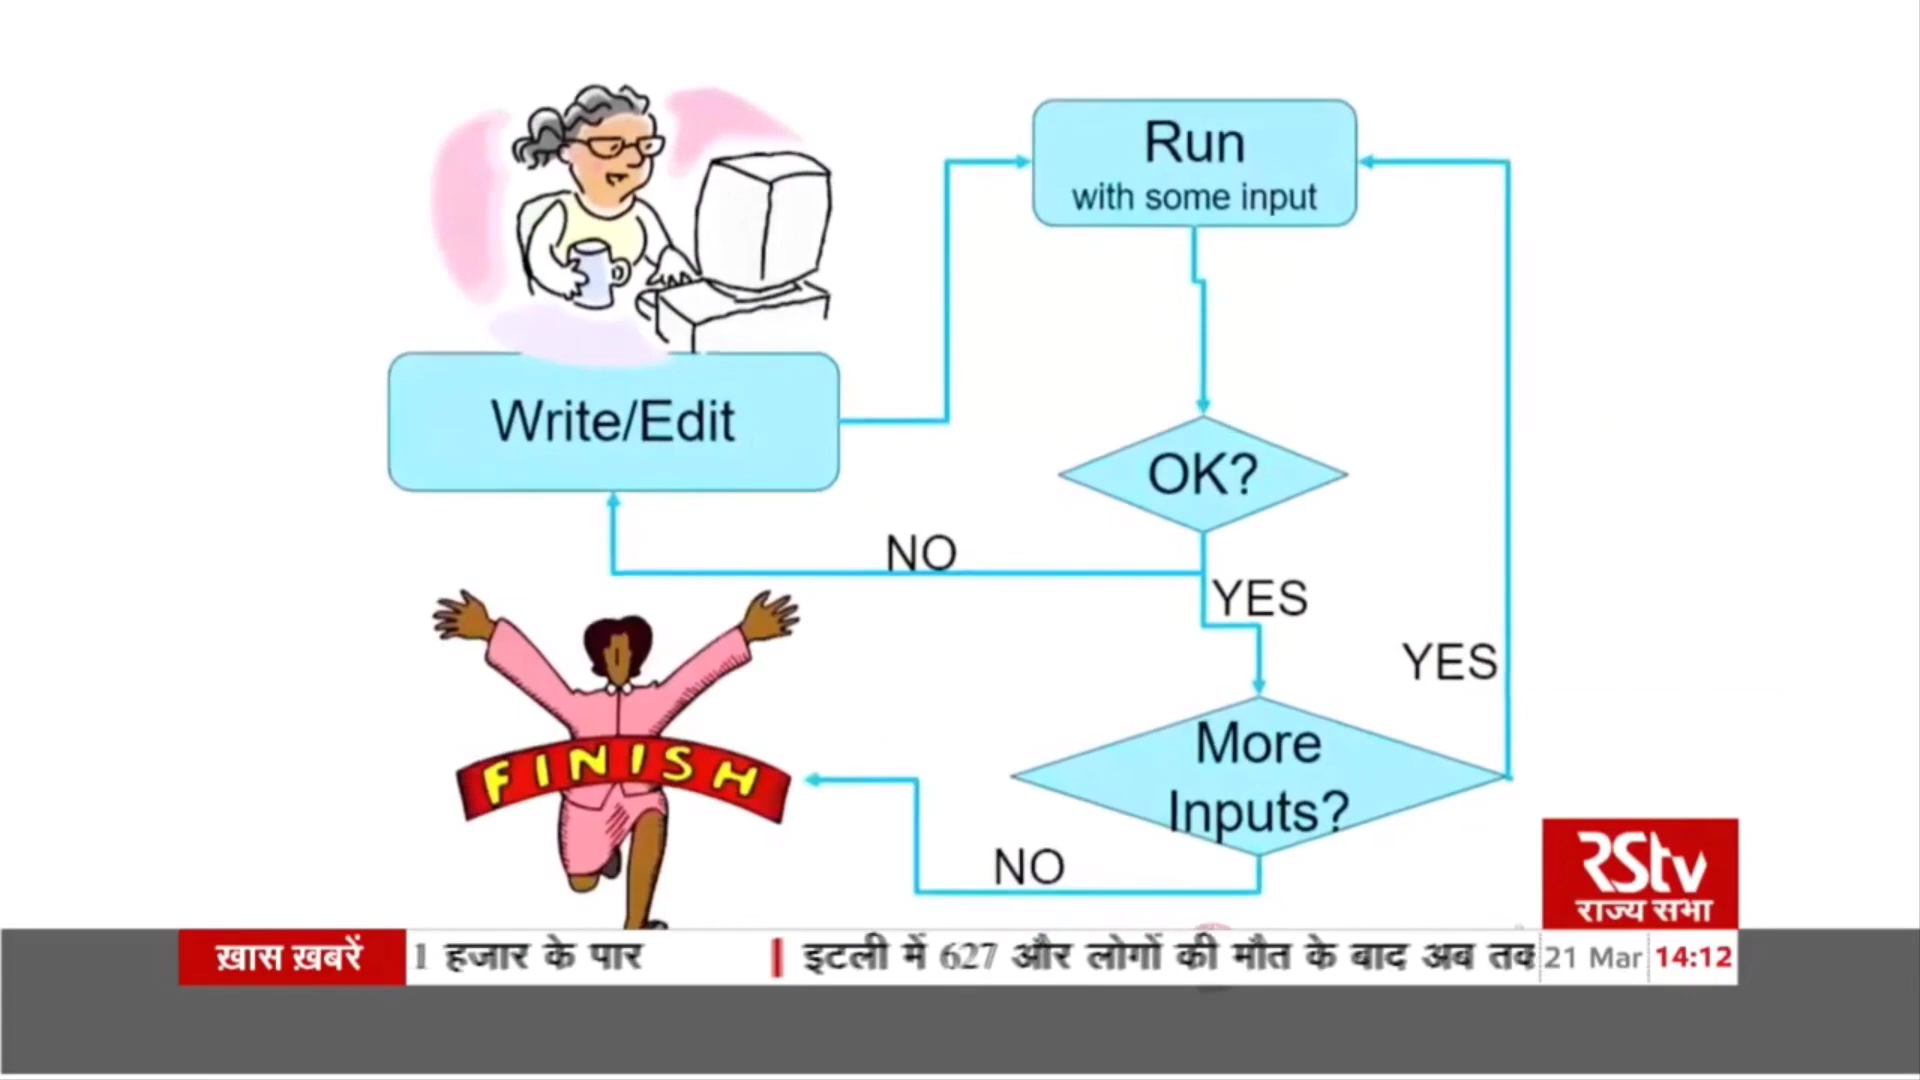 Run
with some input
Write/Edit
OK?
NO
YES
YES
More
Inputs?
FINISH
NO
RStv
राज्य सभा
ख़ास ख़बरें
1 हजार के पार
इटली में 627 और लोगों की मौत के बाद अब तक
21 Mar
14:12